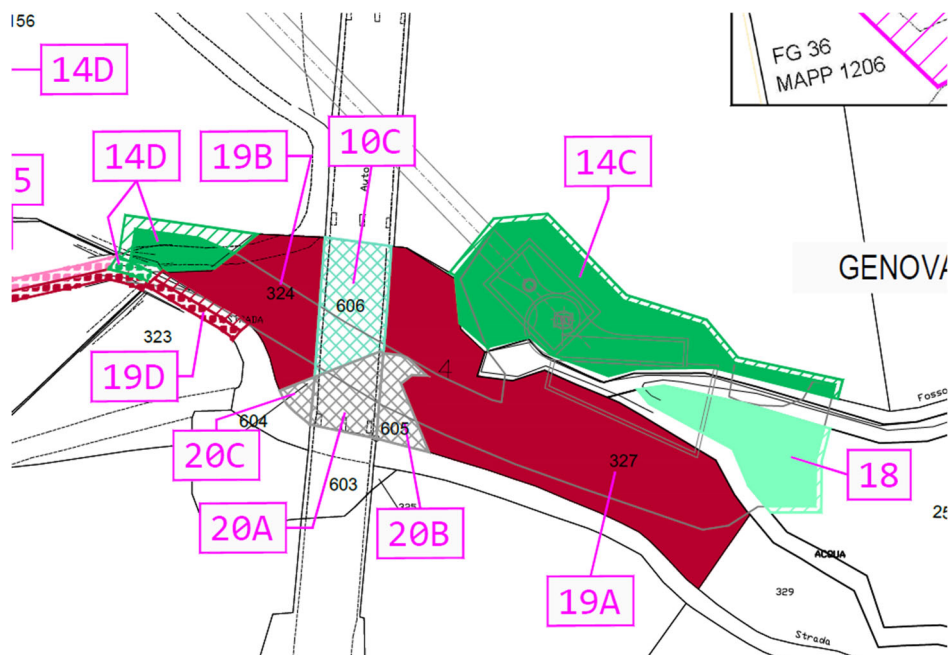 156
14D
FG 36
MAPP 1206
14D
19B
10C
14C
5
Auto
GENOVA
324
606
STRADA
323
4
19D
Fosso
604
605
327
20C
18
603
325
20A
20B
25
ACQUA
19A
329
Strada